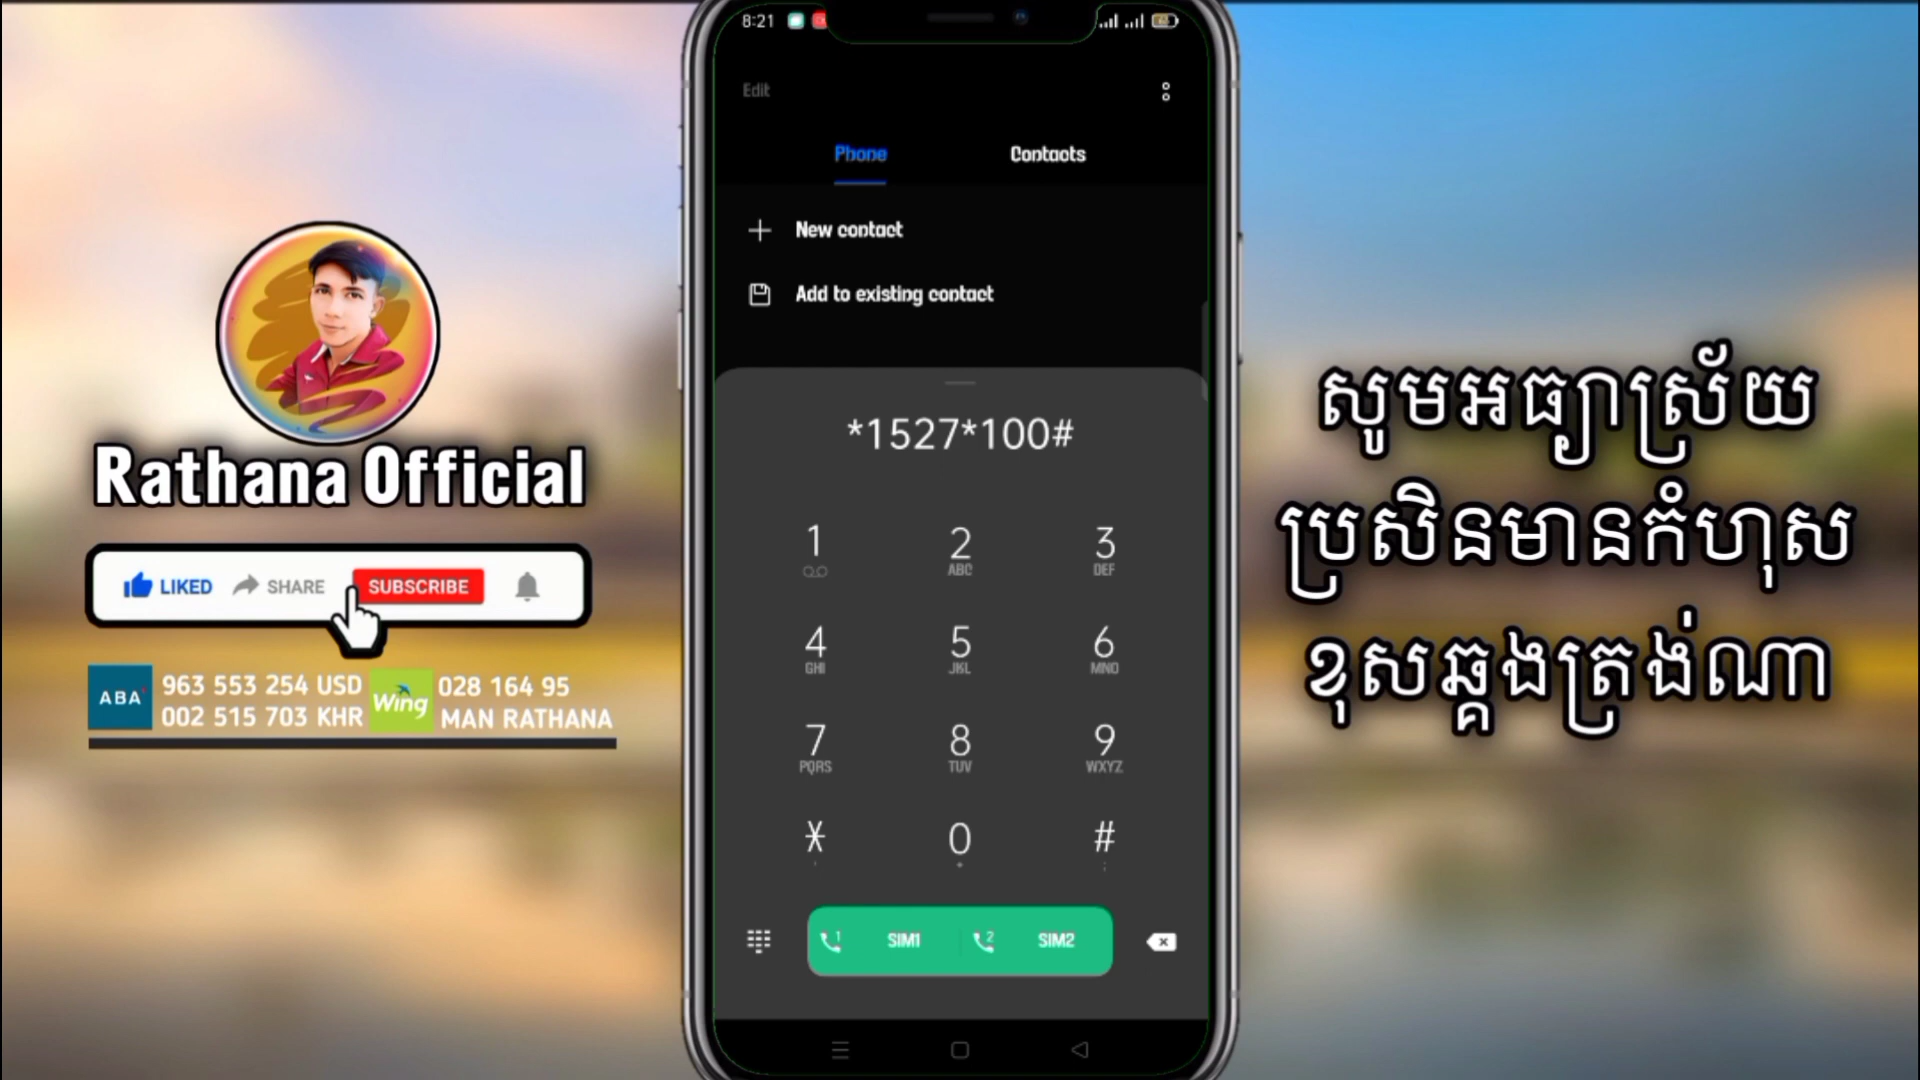 Rathana Official
LIKED SHARE SUBSCRIBE
ABA 963 553 254 USD
002 515 703 KHR
Wing 028 164 95
MAN RATHANA
8:21
Edit
Phone Contacts
New contact
Add to existing contact
*1527*100#
1 2 3
ABC DEF
4 5 6
GHI JKL MNO
7 8 9
PQRS TUV WXYZ
* 0 #
+ ;
1 SIM1 2 SIM2
សូមអធ្យាស្រ័យ
ប្រសិនមានកំហុស
ខុសឆ្គងត្រង់ណា